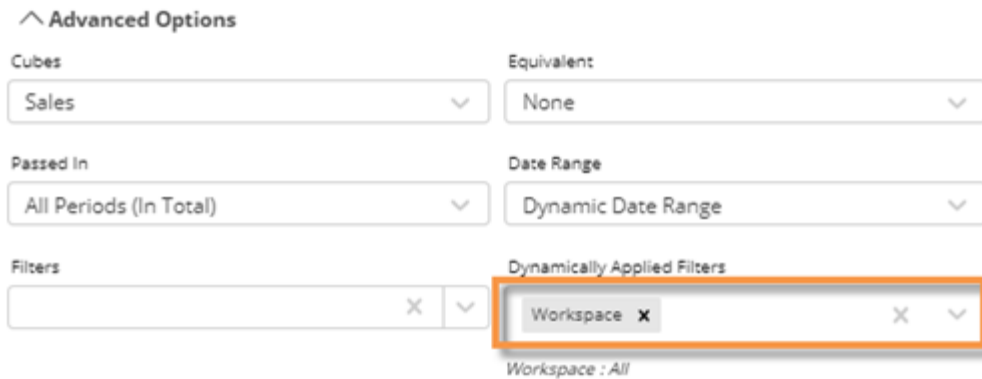 Advanced Options
Cubes
Equivalent
Sales
None
Passed In
Date Range
All Periods (In Total)
Dynamic Date Range
Filters
Dynamically Applied Filters
Workspace x
Workspace : All